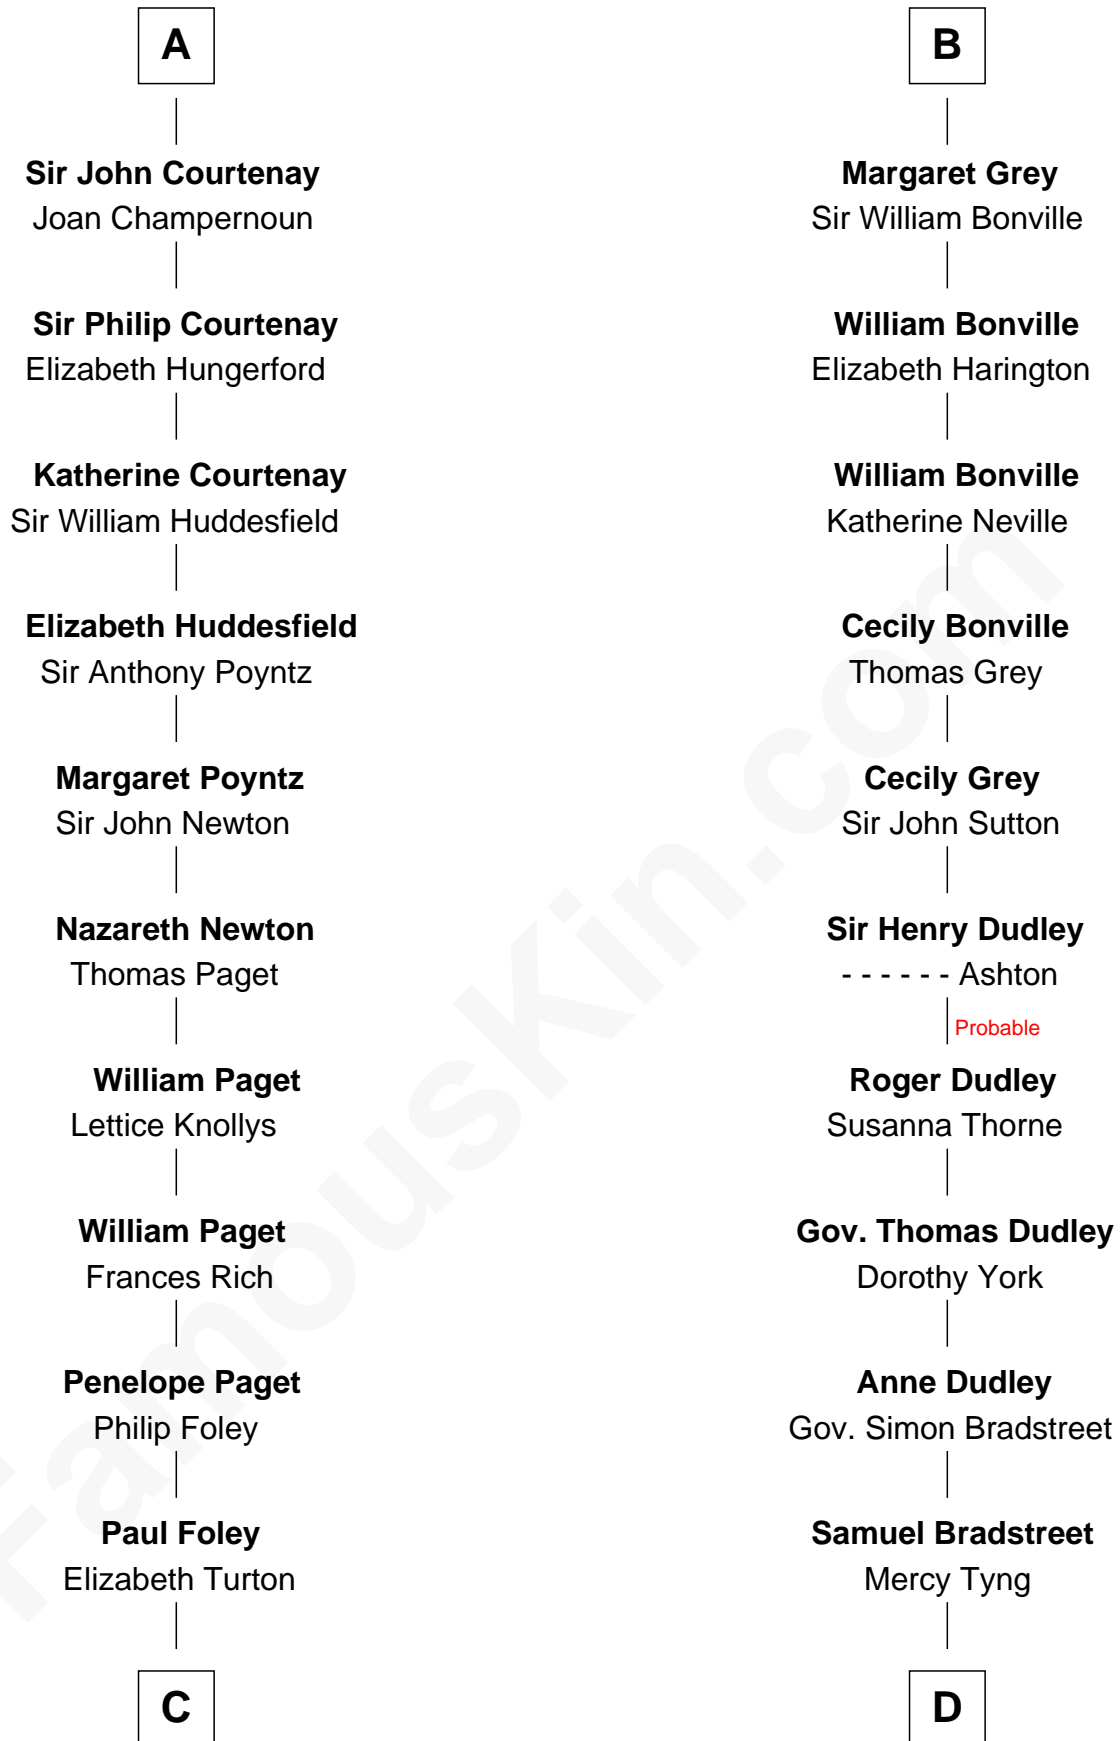 A
Sir John Courtenay
Joan Champernoun
Sir Philip Courtenay
Elizabeth Hungerford
Katherine Courtenay
Sir William Huddesfield
Elizabeth Huddesfield
Sir Anthony Poyntz
Margaret Poyntz
Sir John Newton
Nazareth Newton
Thomas Paget
William Paget
Lettice Knollys
William Paget
Frances Rich
Penelope Paget
Philip Foley
Paul Foley
Elizabeth Turton
C
B
Margaret Grey
Sir William Bonville
William Bonville
Elizabeth Harington
William Bonville
Katherine Neville
Cecily Bonville
Thomas Grey
Cecily Grey
Sir John Sutton
Sir Henry Dudley
- - - - - - Ashton
Probable
Roger Dudley
Susanna Thorne
Gov. Thomas Dudley
Dorothy York
Anne Dudley
Gov. Simon Bradstreet
Samuel Bradstreet
Mercy Tyng
D
FamousKin.com